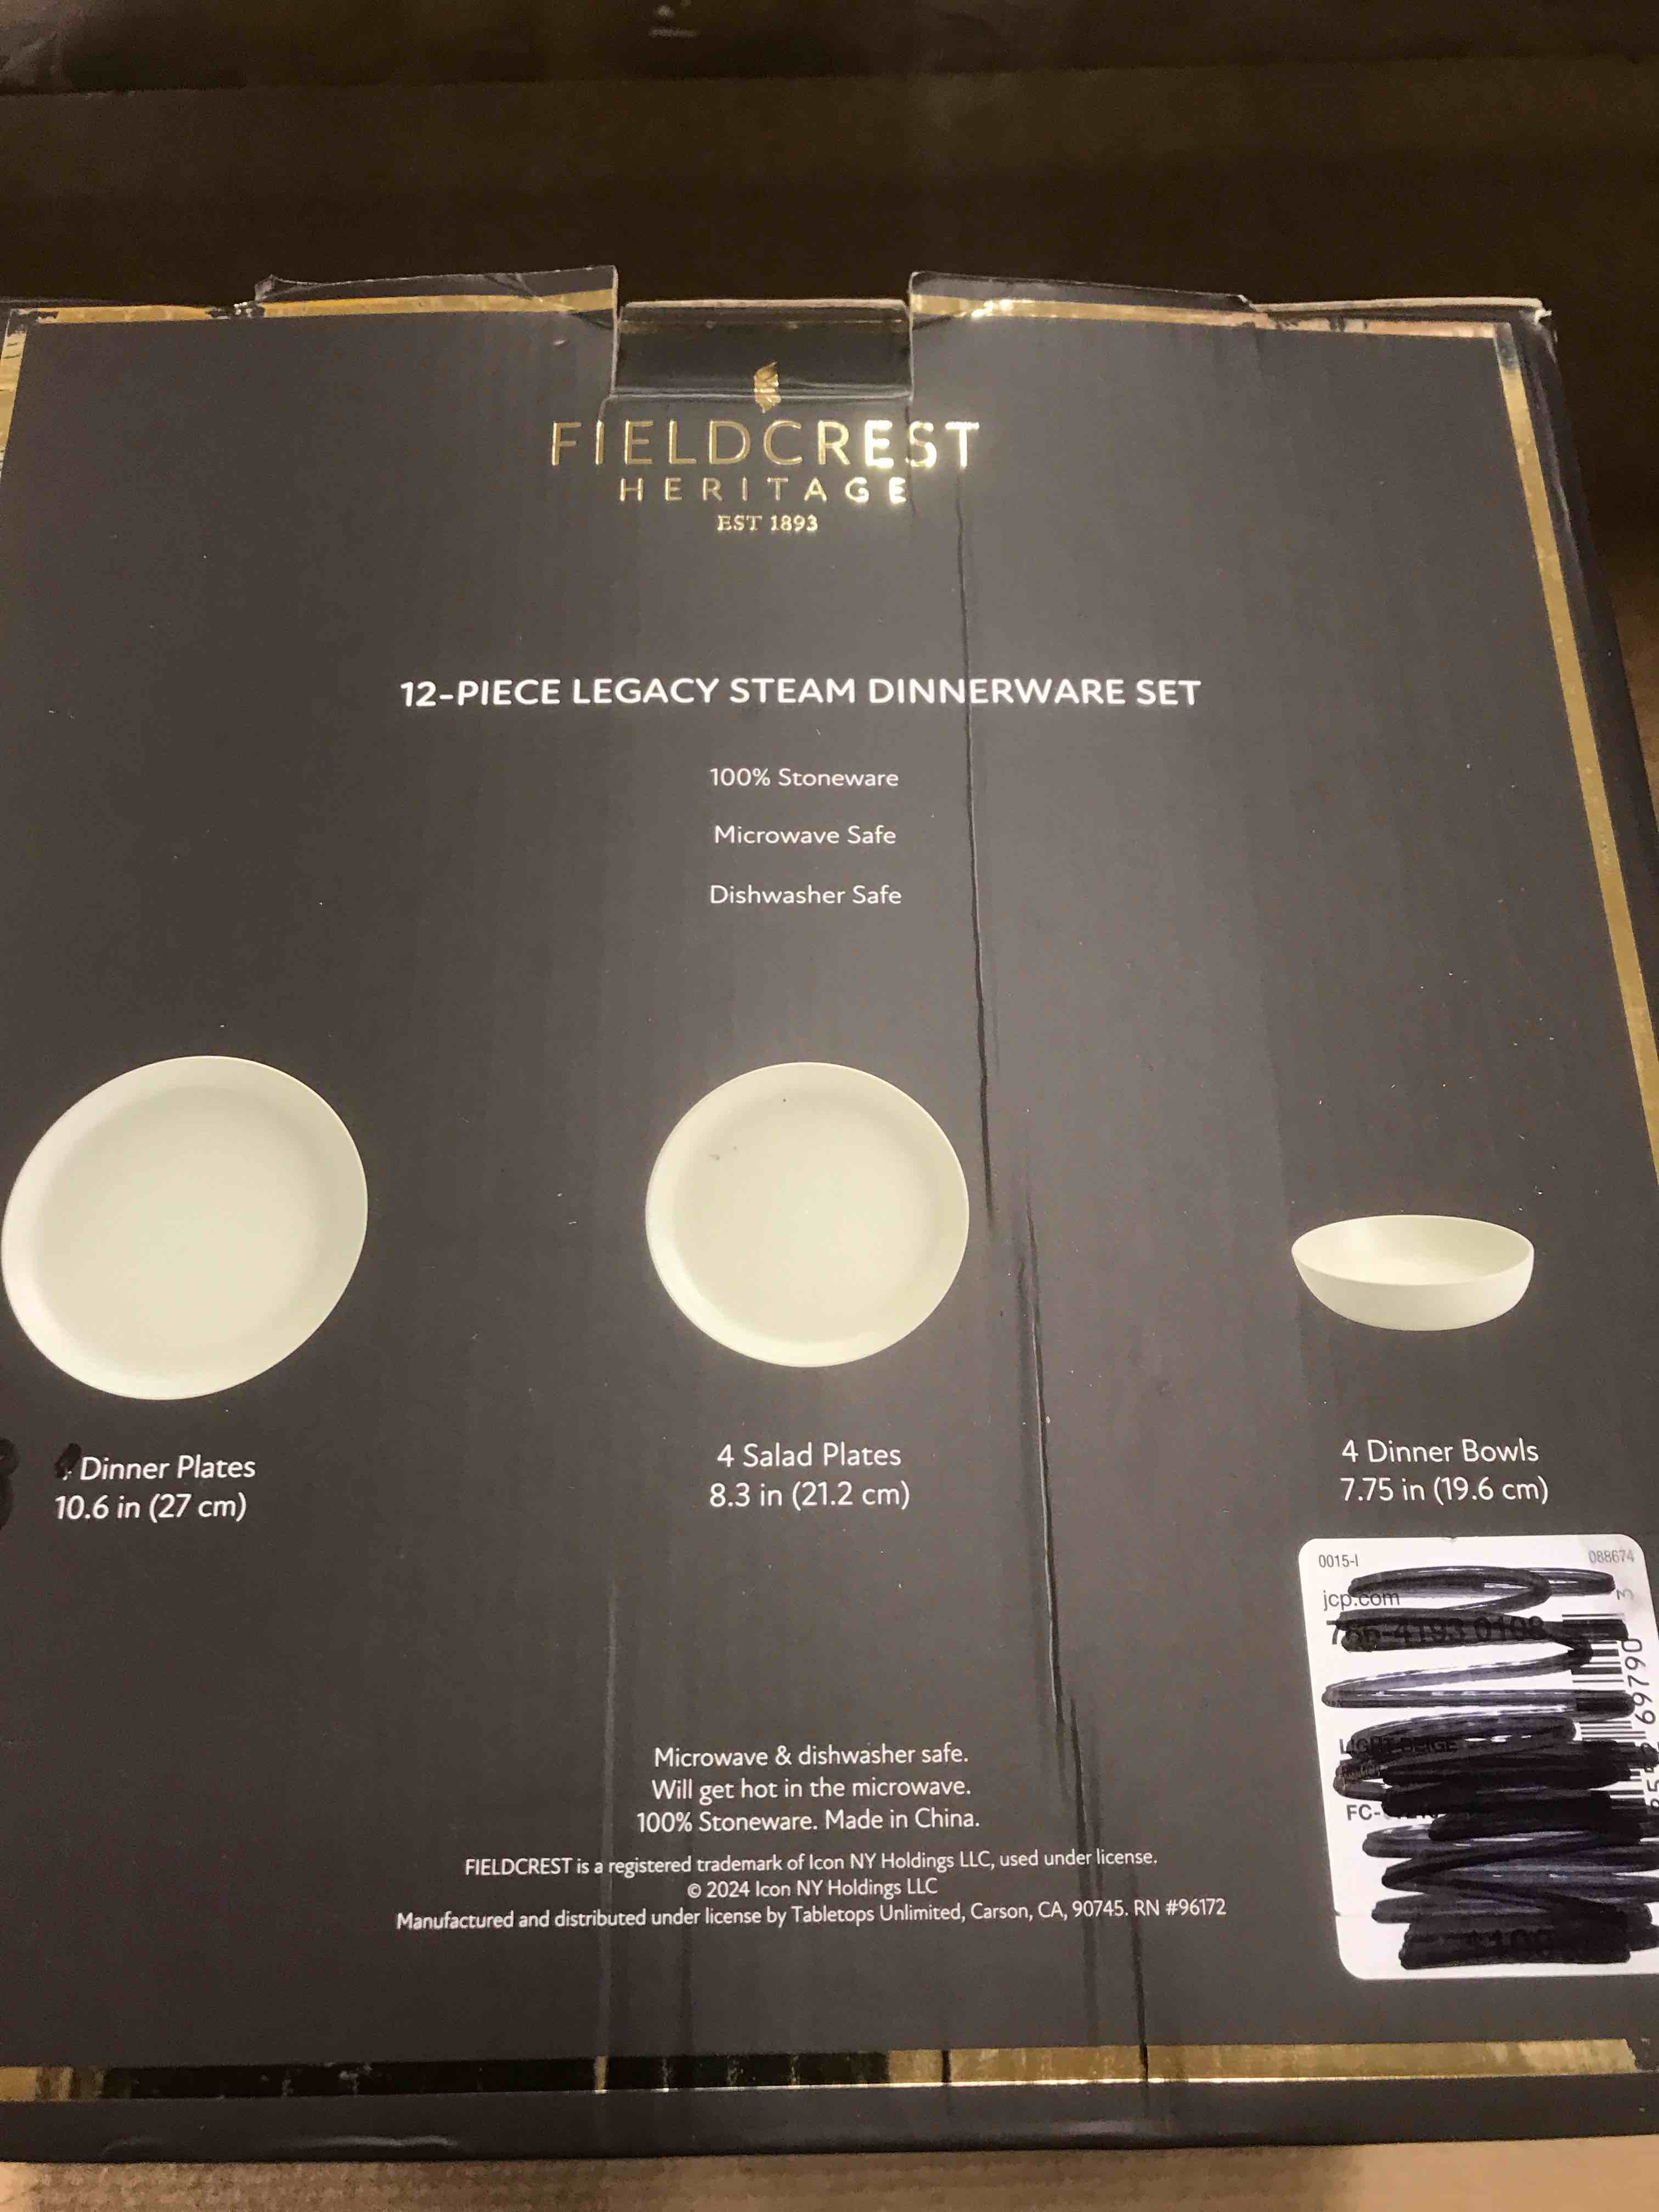 FIELDCREST
HERITAGE
EST 1893
12-PIECE LEGACY STEAM DINNERWARE SET
100% Stoneware
Microwave Safe
Dishwasher Safe
Dinner Plates
10.6 in (27 cm)
4 Salad Plates
8.3 in (21.2 cm)
4 Dinner Bowls
7.75 in (19.6 cm)
0015-I 088674
jcp.com
LIGHT BEIGE
Microwave & dishwasher safe.
Will get hot in the microwave.
100% Stoneware. Made in China.
FIELDCREST is a registered trademark of Icon NY Holdings LLC, used under license.
© 2024 Icon NY Holdings LLC
Manufactured and distributed under license by Tabletops Unlimited, Carson, CA, 90745. RN #96172